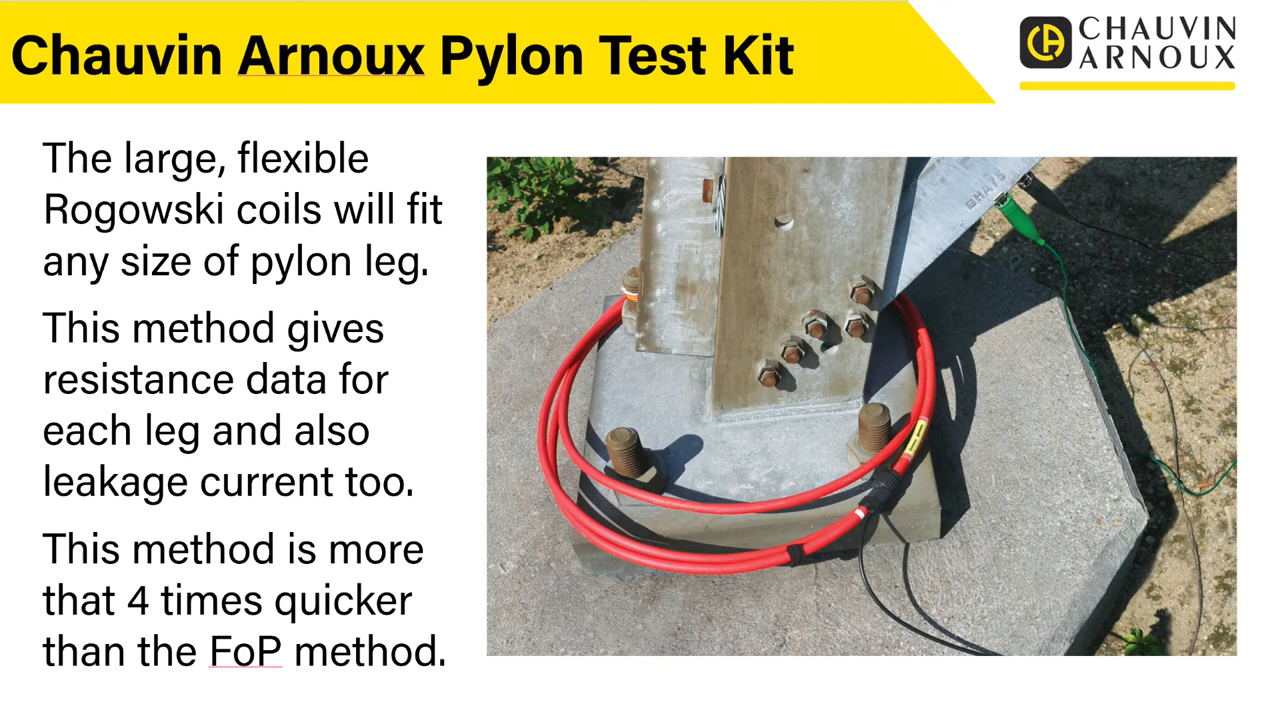 Chauvin Arnoux Pylon Test Kit
CHAUVIN
ARNOUX
The large, flexible
Rogowski coils will fit
any size of pylon leg.
This method gives
resistance data for
each leg and also
leakage current too.
This method is more
that 4 times quicker
than the FoP method.